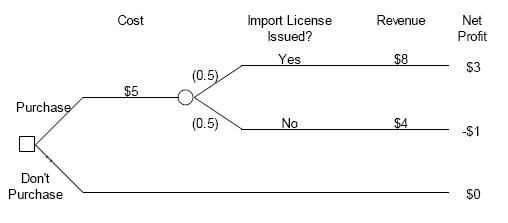 Cost
Import License
Issued?
Revenue
Net
Profit
Yes
$8
$3
(0.5)
$5
Purchase
(0.5)
No
$4
-$1
Don't
Purchase
$0